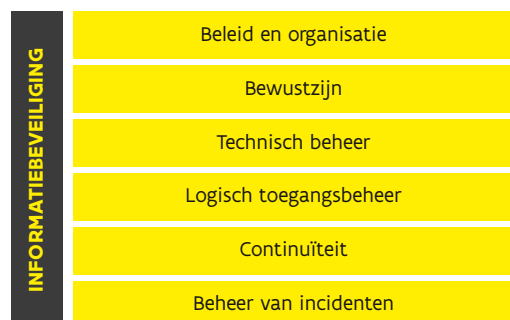 INFORMATIEBEVEILIGING
Beleid en organisatie
Bewustzijn
Technisch beheer
Logisch toegangsbeheer
Continuïteit
Beheer van incidenten